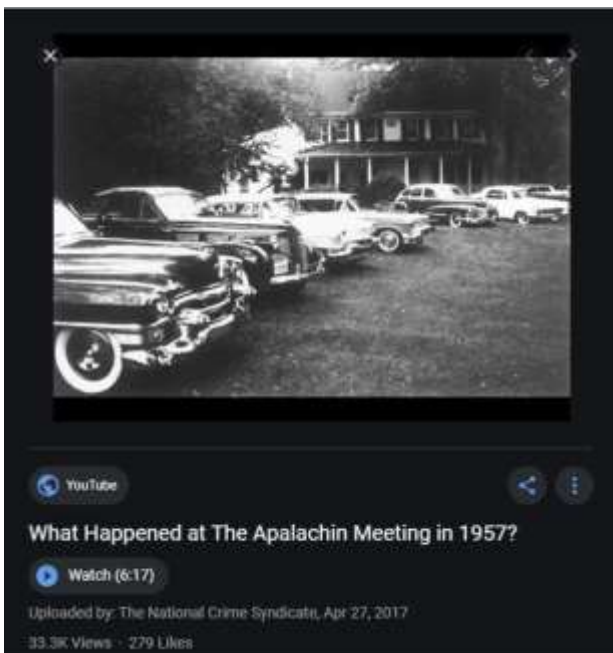 YouTube
What Happened at The Apalachin Meeting in 1957?
Watch (6:17)
Uploaded by: The National Crime Syndicate, Apr 27, 2017
33.3K Views · 279 Likes